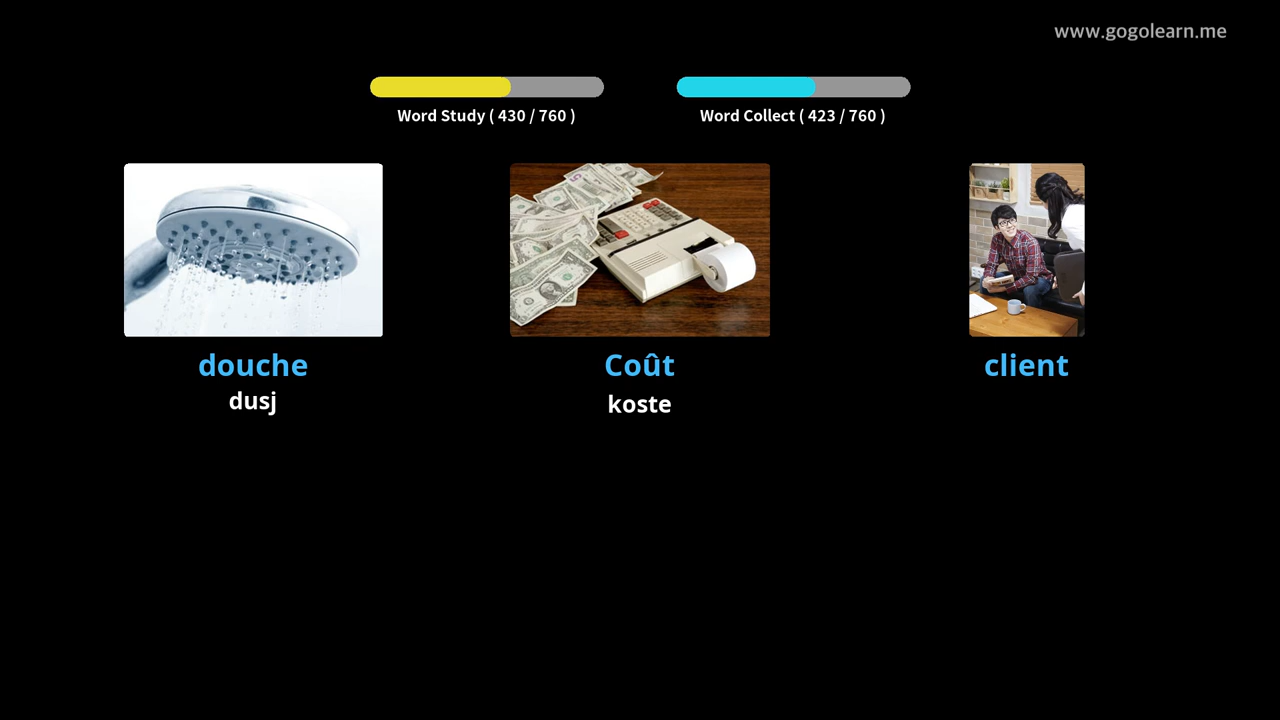 www.gogolearn.me
Word Study ( 430 / 760 )
Word Collect ( 423 / 760 )
douche
Coût
client
dusj
koste